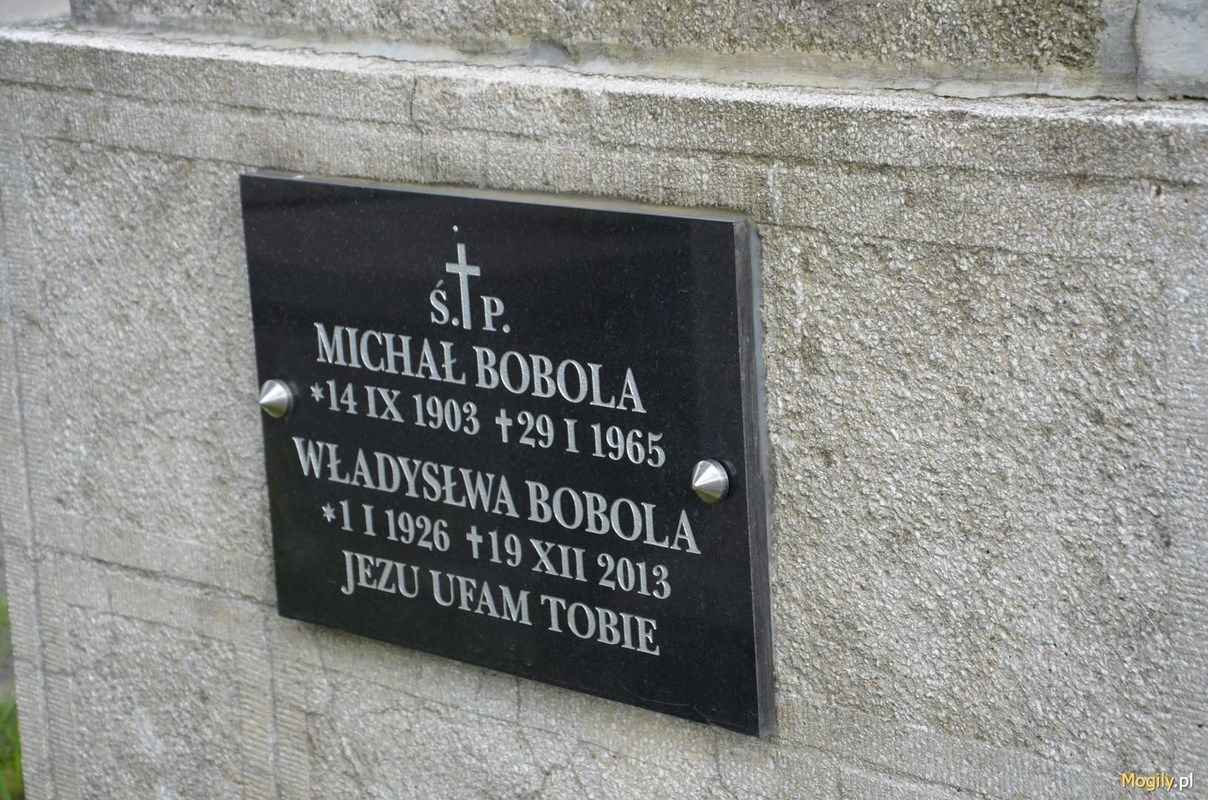 Ś.P.
MICHAŁ BOBOLA
*14 IX 1903 ✝29 I 1965
WŁADYSŁWA BOBOLA
*1 I 1926 ✝19 XII 2013
JEZU UFAM TOBIE
Mogily.pl